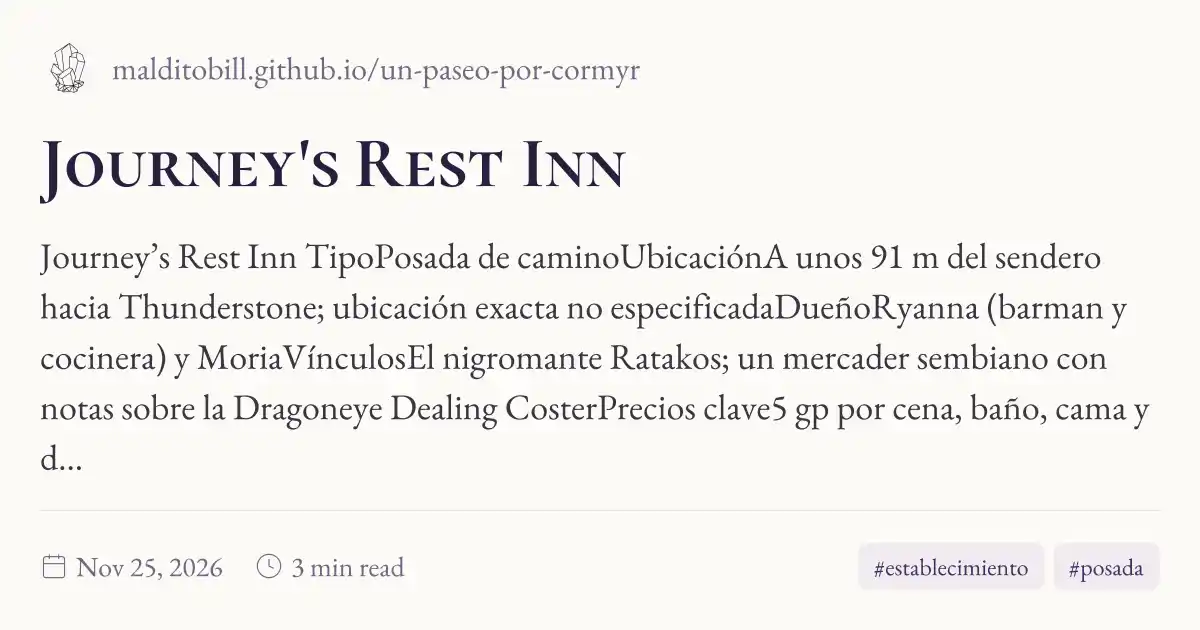 malditobill.github.io/un-paseo-por-cormyr
Journey's Rest Inn
Journey’s Rest Inn TipoPosada de caminoUbicaciónA unos 91 m del sendero
hacia Thunderstone; ubicación exacta no especificadaDueñoRyanna (barman y
cocinera) y MoriaVínculosEl nigromante Ratakos; un mercader sembiano con
notas sobre la Dragoneye Dealing CosterPrecios clave5 gp por cena, baño, cama y
d...
Nov 25, 2026 3 min read #establecimiento #posada